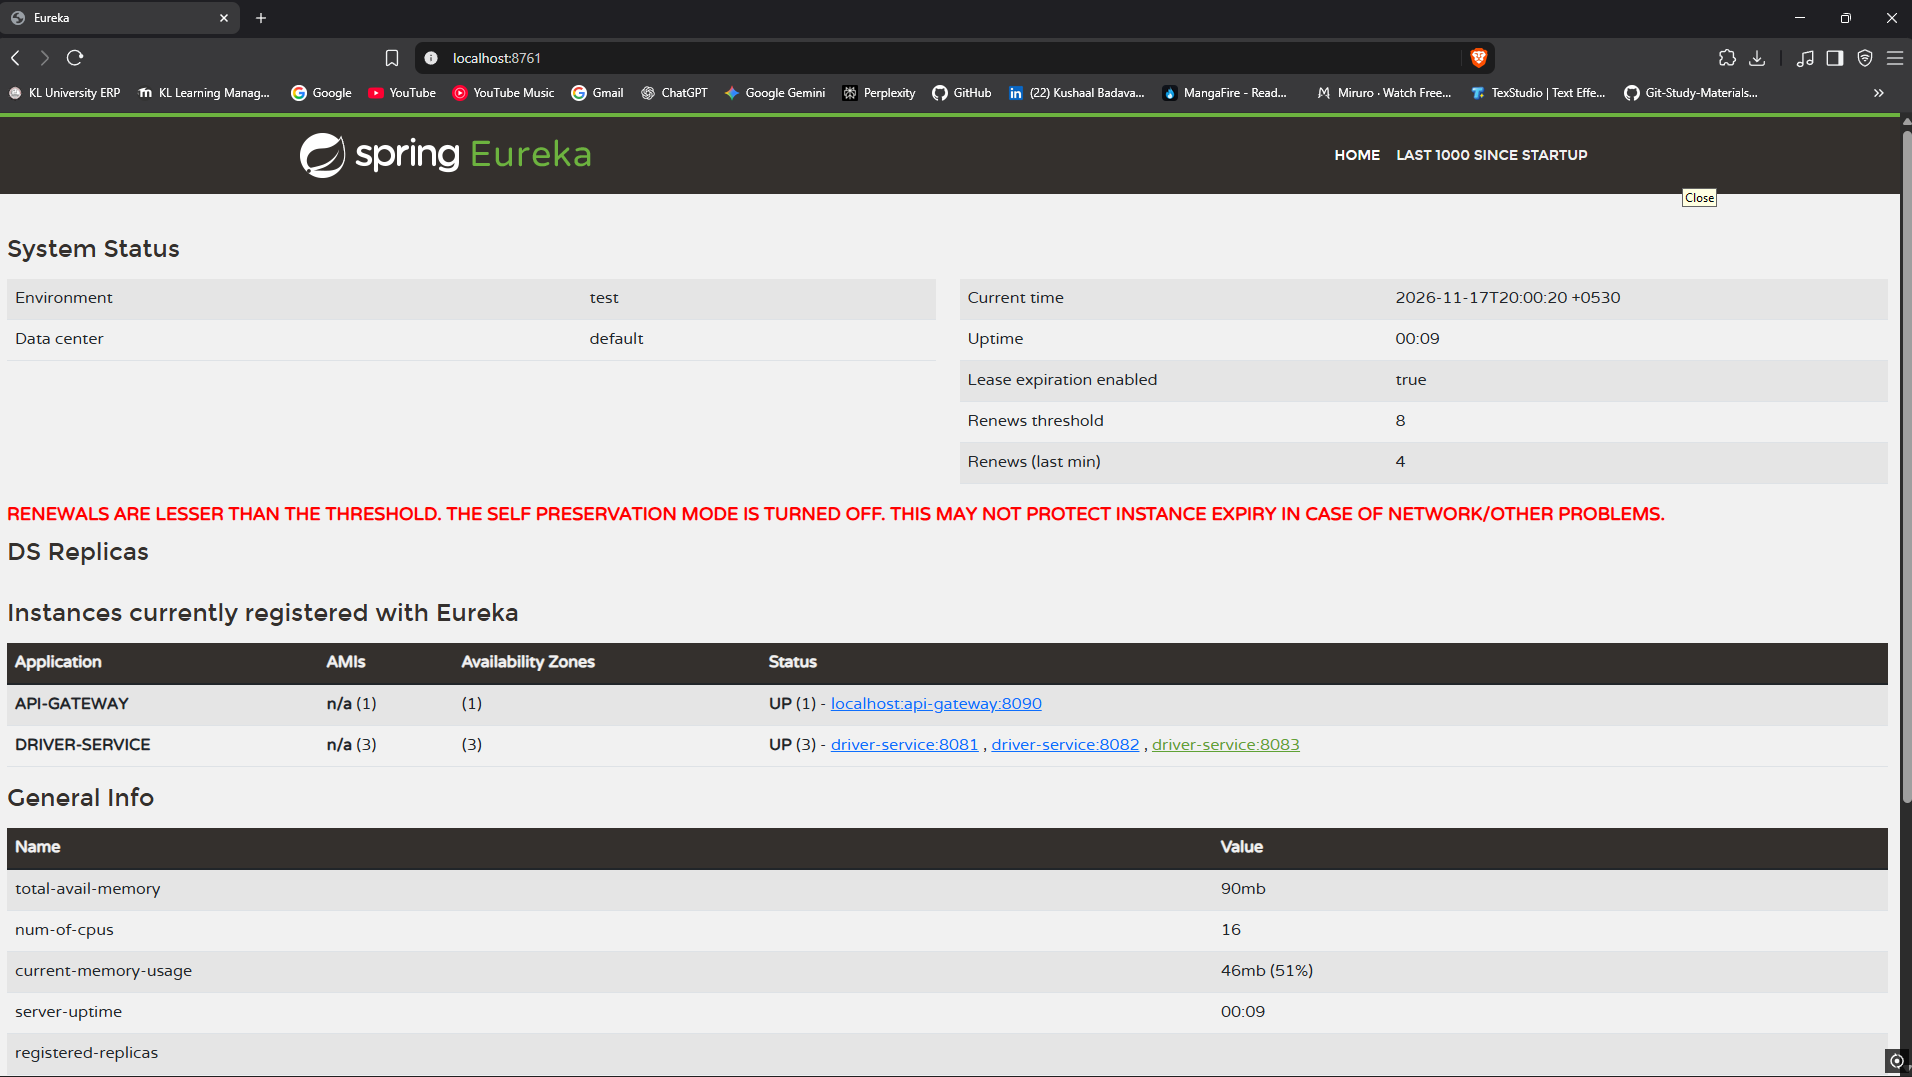 Eureka
localhost:8761
KL University ERP KL Learning Manag... Google YouTube YouTube Music Gmail ChatGPT Google Gemini Perplexity GitHub (22) Kushaal Badava... MangaFire - Read... Miruro · Watch Free... TexStudio | Text Effe... Git-Study-Materials... »
spring Eureka
HOME LAST 1000 SINCE STARTUP
Close
System Status
Environment test
Data center default
Current time 2026-11-17T20:00:20 +0530
Uptime 00:09
Lease expiration enabled true
Renews threshold 8
Renews (last min) 4
RENEWALS ARE LESSER THAN THE THRESHOLD. THE SELF PRESERVATION MODE IS TURNED OFF. THIS MAY NOT PROTECT INSTANCE EXPIRY IN CASE OF NETWORK/OTHER PROBLEMS.
DS Replicas
Instances currently registered with Eureka
Application AMIs Availability Zones Status
API-GATEWAY n/a (1) (1) UP (1) - localhost:api-gateway:8090
DRIVER-SERVICE n/a (3) (3) UP (3) - driver-service:8081 , driver-service:8082 , driver-service:8083
General Info
Name Value
total-avail-memory 90mb
num-of-cpus 16
current-memory-usage 46mb (51%)
server-uptime 00:09
registered-replicas